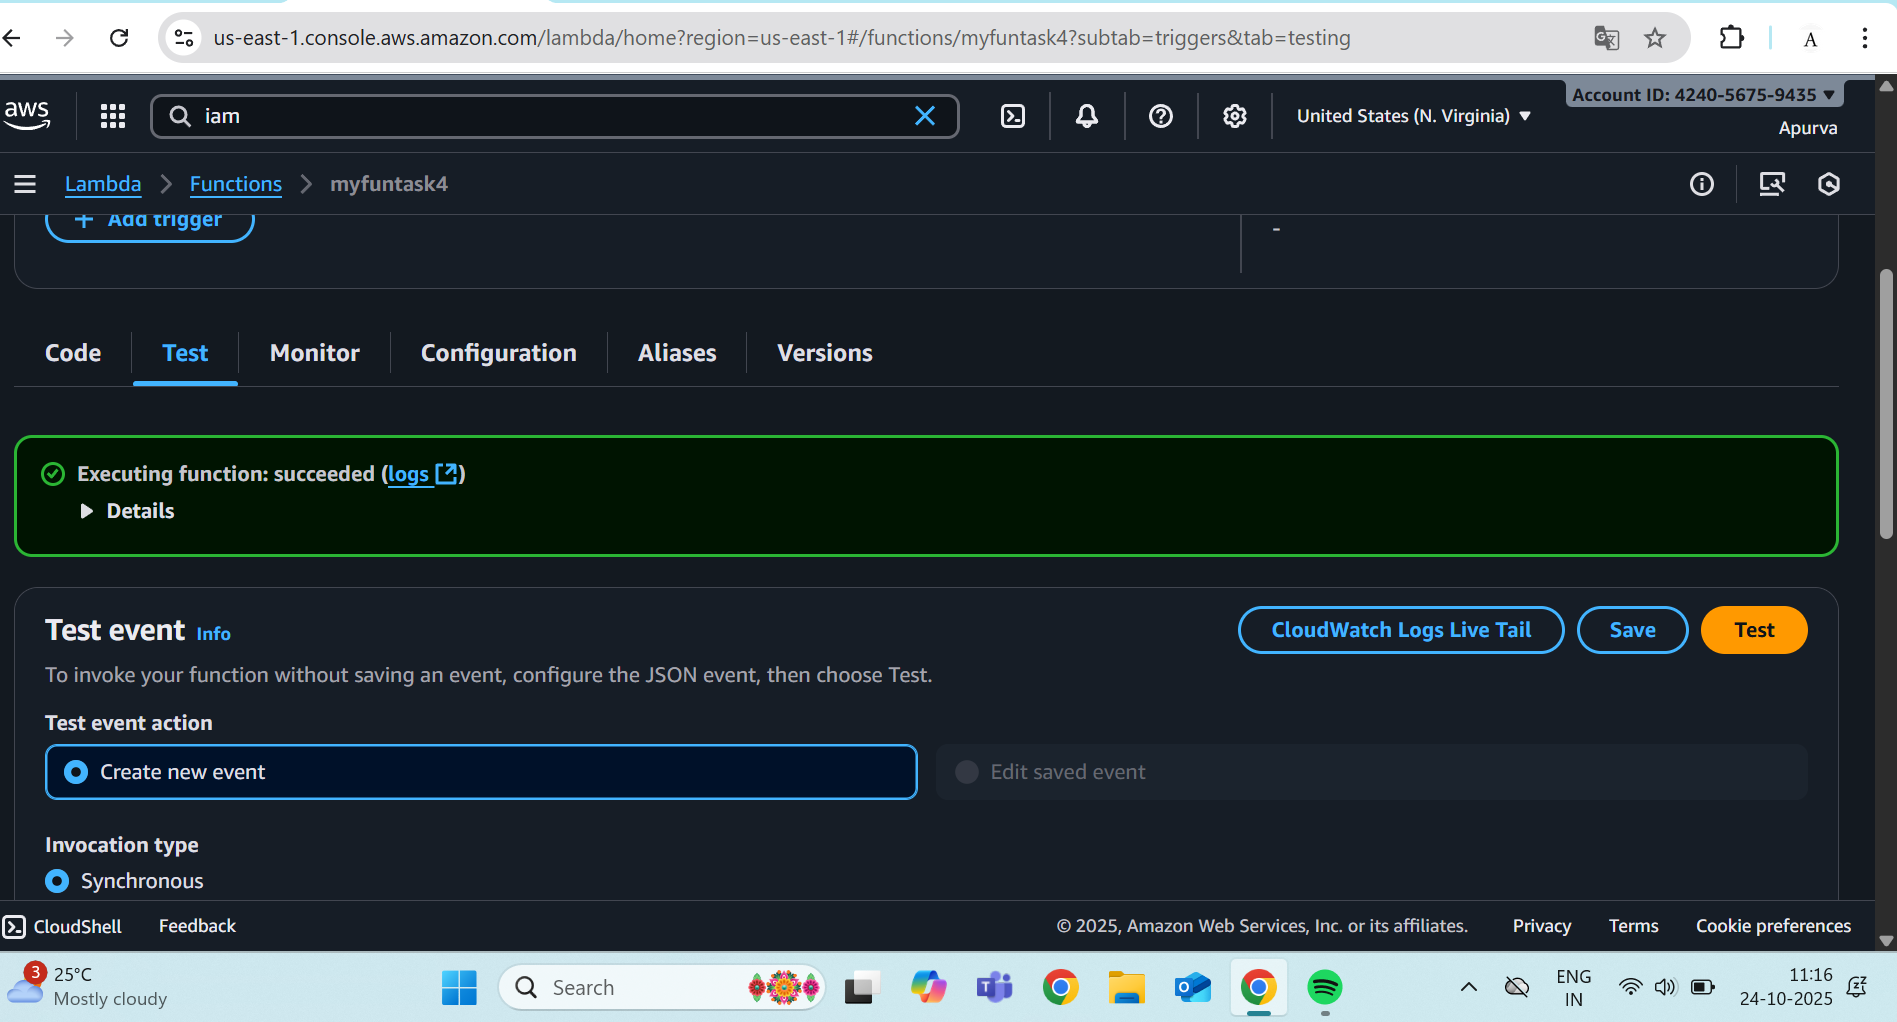 us-east-1.console.aws.amazon.com/lambda/home?region=us-east-1#/functions/myfuntask4?subtab=triggers&tab=testing
A
aws
iam
United States (N. Virginia)
Account ID: 4240-5675-9435
Apurva
Lambda
Functions
myfuntask4
+ Add trigger
-
Code
Test
Monitor
Configuration
Aliases
Versions
Executing function: succeeded (logs)
Details
Test event Info
CloudWatch Logs Live Tail
Save
Test
To invoke your function without saving an event, configure the JSON event, then choose Test.
Test event action
Create new event
Edit saved event
Invocation type
Synchronous
CloudShell
Feedback
© 2025, Amazon Web Services, Inc. or its affiliates.
Privacy
Terms
Cookie preferences
3
25°C
Mostly cloudy
Search
ENG
IN
11:16
24-10-2025